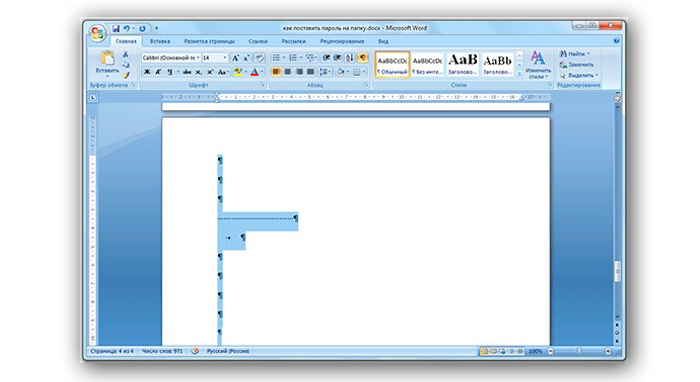 как поставить пароль на папку.docx - Microsoft Word
Главная Вставка Разметка страницы Ссылки Рассылки Рецензирование Вид
Вставить
Calibri (Основной те 14
Ж К Ч abc x₂ x² Aa
AaBbCcDc AaBbCcDc AaBb AaBb
¶ Обычный ¶ Без инте... Заголово... Заголово...
Изменить стили
Найти
Заменить
Выделить
Буфер обмена Шрифт Абзац Стили Редактирование
Страница: 4 из 4 Число слов: 971 Русский (Россия) 100%